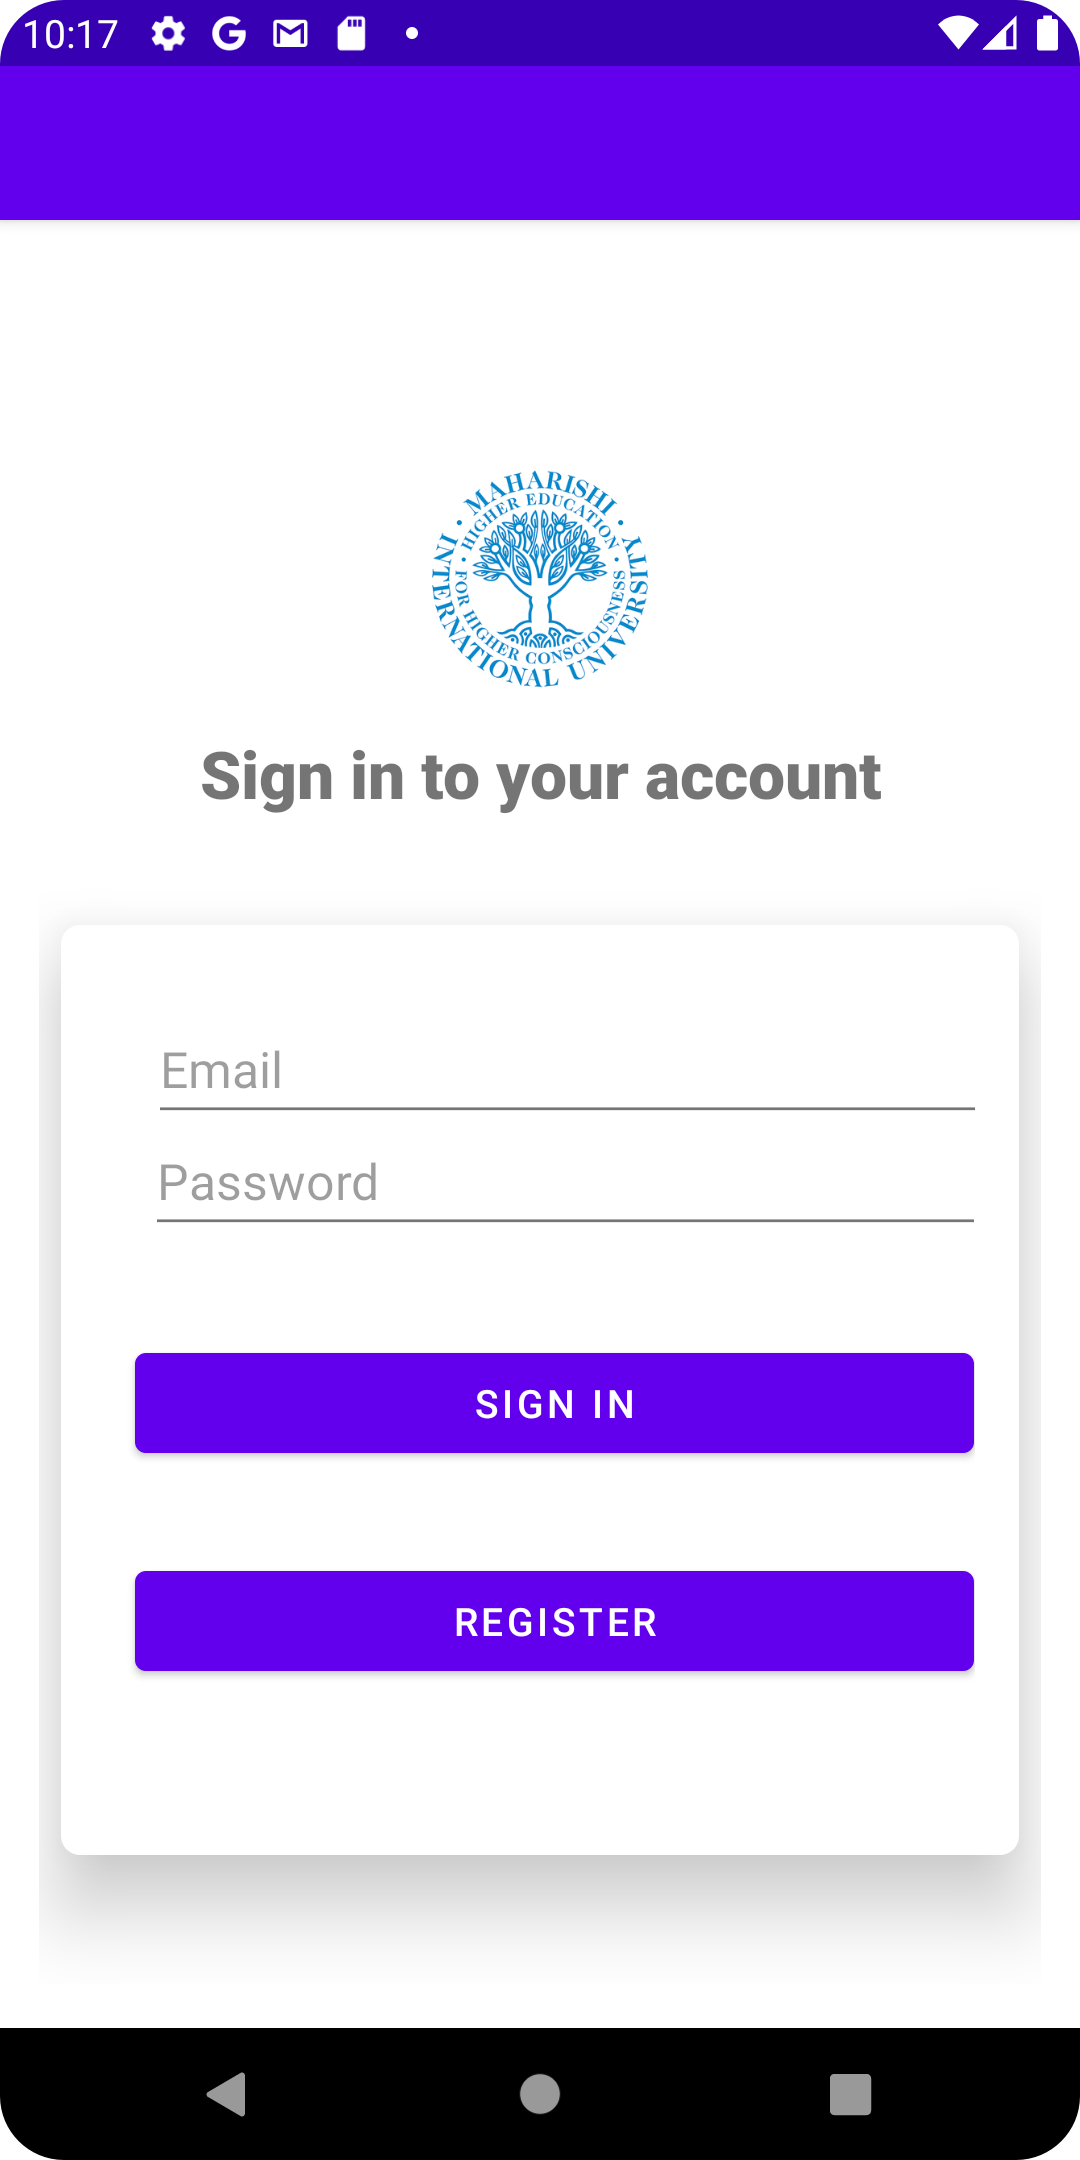 10:17
MAHARISHI
INTERNATIONAL UNIVERSITY
HIGHER EDUCATION
FOR HIGHER CONSCIOUSNESS
Sign in to your account
Email
Password
SIGN IN
REGISTER